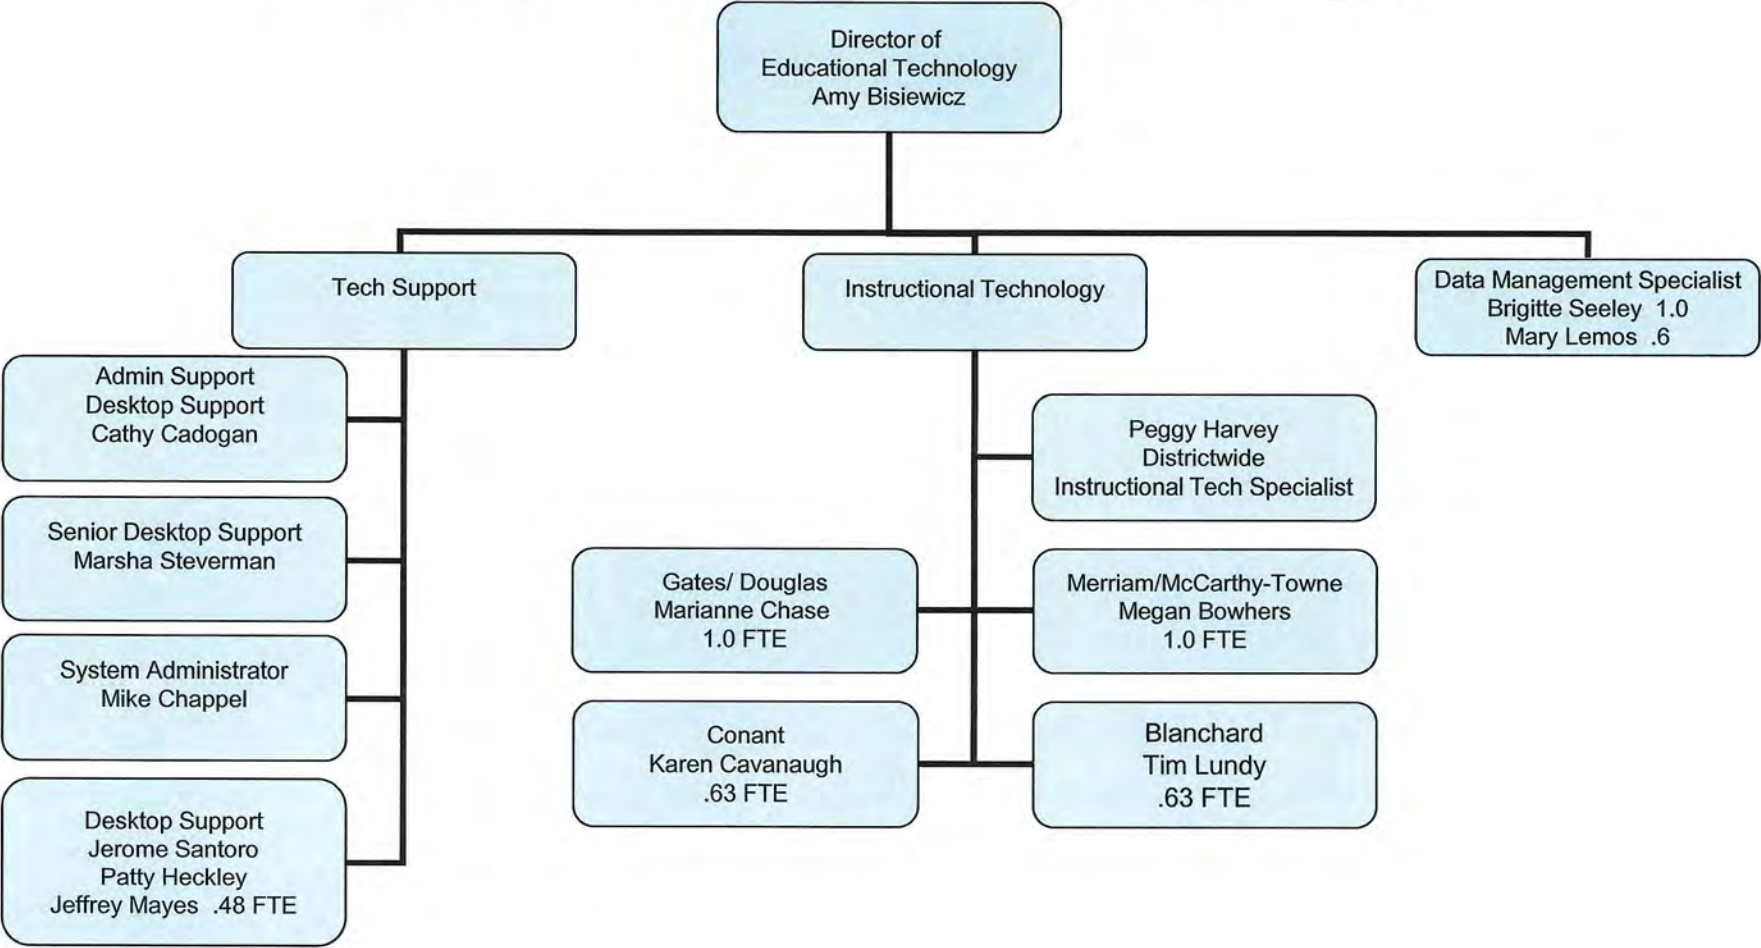 Director of
Educational Technology
Amy Bisiewicz
Tech Support
Instructional Technology
Data Management Specialist
Brigitte Seeley 1.0
Mary Lemos .6
Admin Support
Desktop Support
Cathy Cadogan
Senior Desktop Support
Marsha Steverman
System Administrator
Mike Chappel
Desktop Support
Jerome Santoro
Patty Heckley
Jeffrey Mayes .48 FTE
Peggy Harvey
Districtwide
Instructional Tech Specialist
Gates/ Douglas
Marianne Chase
1.0 FTE
Merriam/McCarthy-Towne
Megan Bowhers
1.0 FTE
Conant
Karen Cavanaugh
.63 FTE
Blanchard
Tim Lundy
.63 FTE